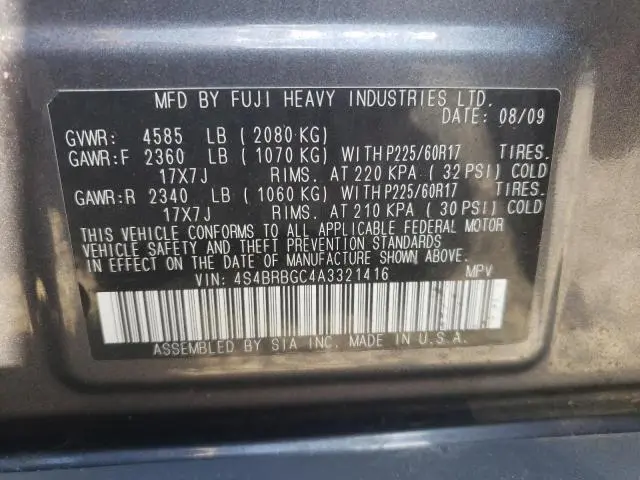 MFD BY FUJI HEAVY INDUSTRIES LTD.
DATE: 08/09
GVWR: 4585 LB ( 2080 KG)
GAWR:F 2360 LB ( 1070 KG) WITH P225/60R17 TIRES.
17X7J RIMS. AT 220 KPA ( 32 PSI) COLD
GAWR:R 2340 LB ( 1060 KG) WITH P225/60R17 TIRES.
17X7J RIMS. AT 210 KPA ( 30 PSI) COLD
THIS VEHICLE CONFORMS TO ALL APPLICABLE FEDERAL MOTOR
VEHICLE SAFETY AND THEFT PREVENTION STANDARDS
IN EFFECT ON THE DATE OF MANUFACTURE SHOWN ABOVE.
VIN: 4S4BRBGC4A3321416 MPV
ASSEMBLED BY SIA INC. MADE IN U.S.A.